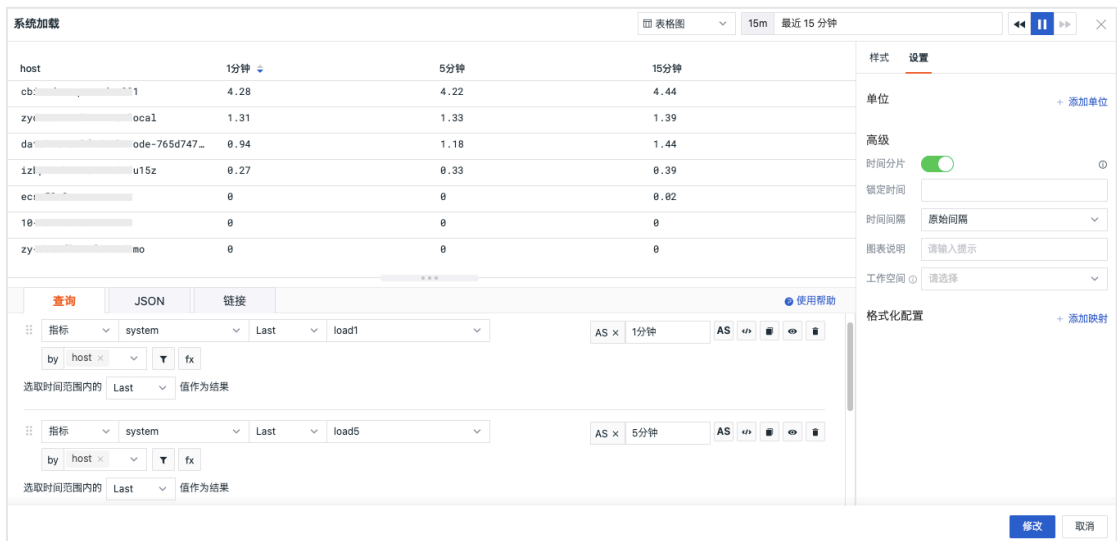 系统加载 表格图 15m 最近 15 分钟
host 1分钟 5分钟 15分钟
4.28 4.22 4.44
ocal 1.31 1.33 1.39
ode-765d747… 0.94 1.18 1.44
u15z 0.27 0.33 0.39
0 0 0.02
0 0 0
mo 0 0 0
查询 JSON 链接 使用帮助
指标 system Last load1 AS × 1分钟 AS </>
by host × fx
选取时间范围内的 Last 值作为结果
指标 system Last load5 AS × 5分钟 AS </>
by host × fx
选取时间范围内的 Last 值作为结果
样式 设置
单位 + 添加单位
高级
时间分片
锁定时间
时间间隔 原始间隔
图表说明 请输入提示
工作空间 请选择
格式化配置 + 添加映射
修改 取消